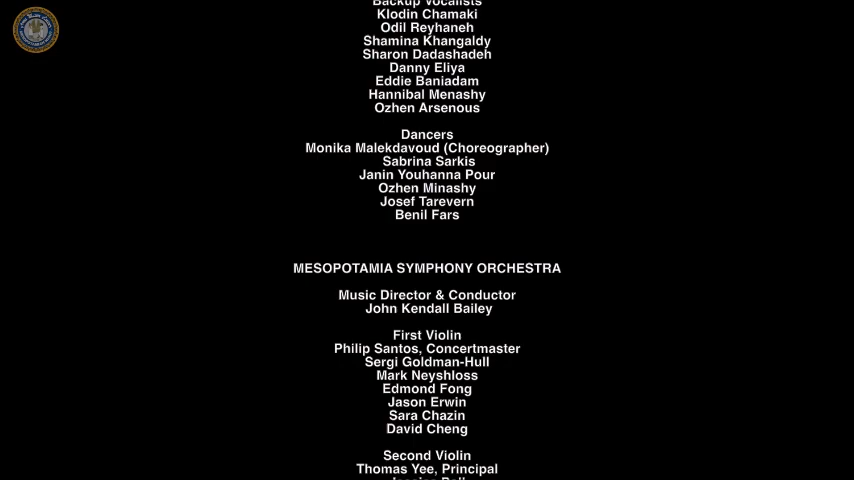 Backup Vocalists
Klodin Chamaki
Odil Reyhaneh
Shamina Khangaldy
Sharon Dadashadeh
Danny Eliya
Eddie Baniadam
Hannibal Menashy
Ozhen Arsenous
Dancers
Monika Malekdavoud (Choreographer)
Sabrina Sarkis
Janin Youhanna Pour
Ozhen Minashy
Josef Tarevern
Benil Fars
MESOPOTAMIA SYMPHONY ORCHESTRA
Music Director & Conductor
John Kendall Bailey
First Violin
Philip Santos, Concertmaster
Sergi Goldman-Hull
Mark Neyshloss
Edmond Fong
Jason Erwin
Sara Chazin
David Cheng
Second Violin
Thomas Yee, Principal